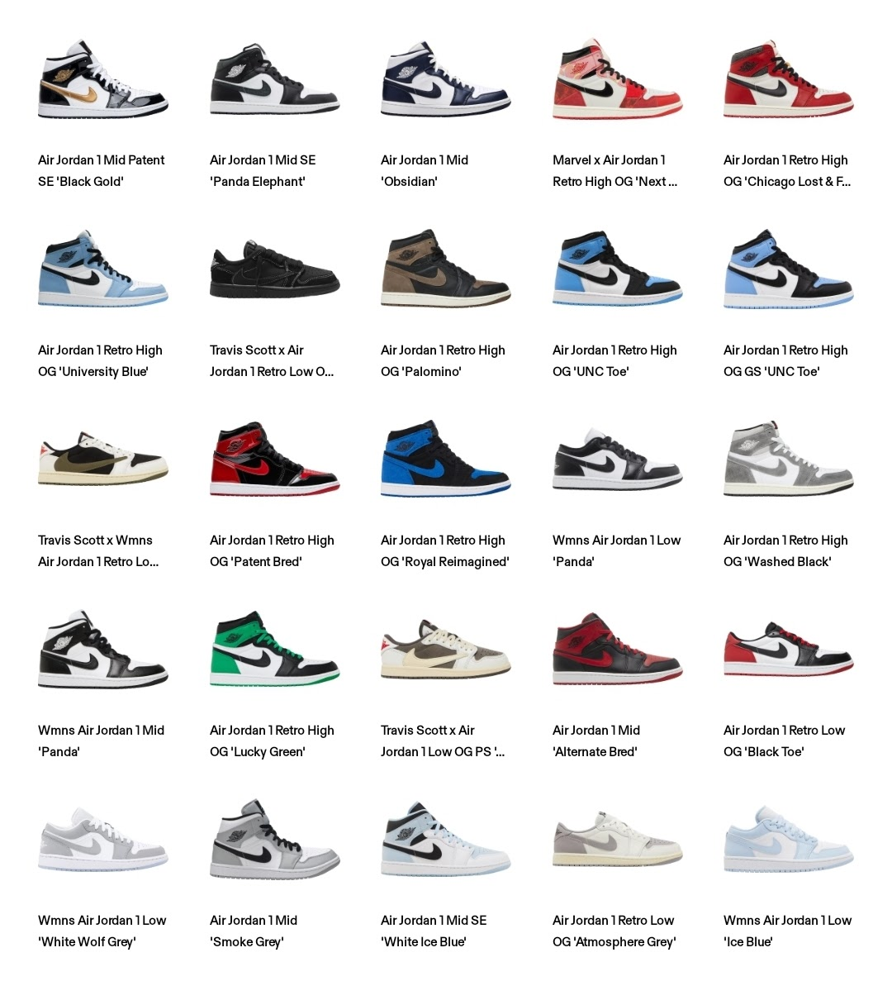 Air Jordan 1 Mid Patent
SE 'Black Gold'
Air Jordan 1 Mid SE
'Panda Elephant'
Air Jordan 1 Mid
'Obsidian'
Marvel x Air Jordan 1
Retro High OG 'Next ...
Air Jordan 1 Retro High
OG 'Chicago Lost & F...
Air Jordan 1 Retro High
OG 'University Blue'
Travis Scott x Air
Jordan 1 Retro Low O...
Air Jordan 1 Retro High
OG 'Palomino'
Air Jordan 1 Retro High
OG 'UNC Toe'
Air Jordan 1 Retro High
OG GS 'UNC Toe'
Travis Scott x Wmns
Air Jordan 1 Retro Lo...
Air Jordan 1 Retro High
OG 'Patent Bred'
Air Jordan 1 Retro High
OG 'Royal Reimagined'
Wmns Air Jordan 1 Low
'Panda'
Air Jordan 1 Retro High
OG 'Washed Black'
Wmns Air Jordan 1 Mid
'Panda'
Air Jordan 1 Retro High
OG 'Lucky Green'
Travis Scott x Air
Jordan 1 Low OG PS '...
Air Jordan 1 Mid
'Alternate Bred'
Air Jordan 1 Retro Low
OG 'Black Toe'
Wmns Air Jordan 1 Low
'White Wolf Grey'
Air Jordan 1 Mid
'Smoke Grey'
Air Jordan 1 Mid SE
'White Ice Blue'
Air Jordan 1 Retro Low
OG 'Atmosphere Grey'
Wmns Air Jordan 1 Low
'Ice Blue'